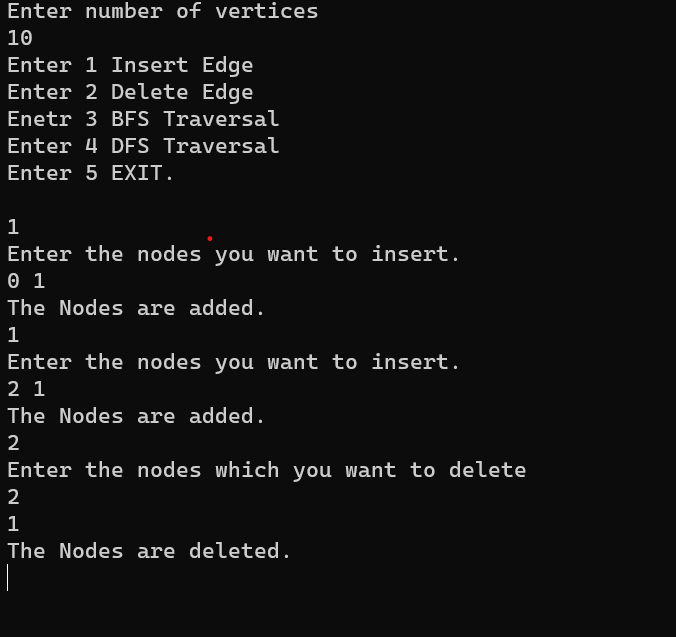 Enter number of vertices
10
Enter 1 Insert Edge
Enter 2 Delete Edge
Enetr 3 BFS Traversal
Enter 4 DFS Traversal
Enter 5 EXIT.
1
Enter the nodes you want to insert.
0 1
The Nodes are added.
1
Enter the nodes you want to insert.
2 1
The Nodes are added.
2
Enter the nodes which you want to delete
2
1
The Nodes are deleted.